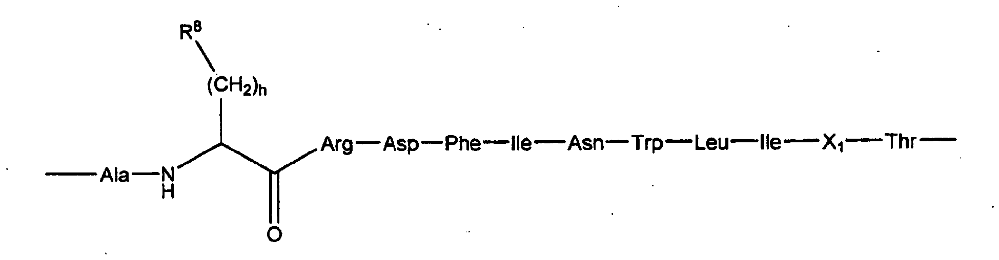 R⁸
(CH₂)ₕ
Arg—Asp—Phe—Ile—Asn—Trp—Leu—Ile—X₁—Thr—
—Ala—N
H
O